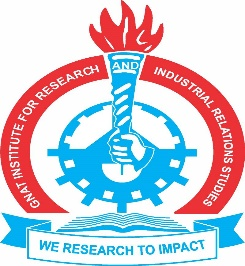 GNAT INSTITUTE FOR RESEARCH AND INDUSTRIAL RELATIONS STUDIES
WE RESEARCH TO IMPACT